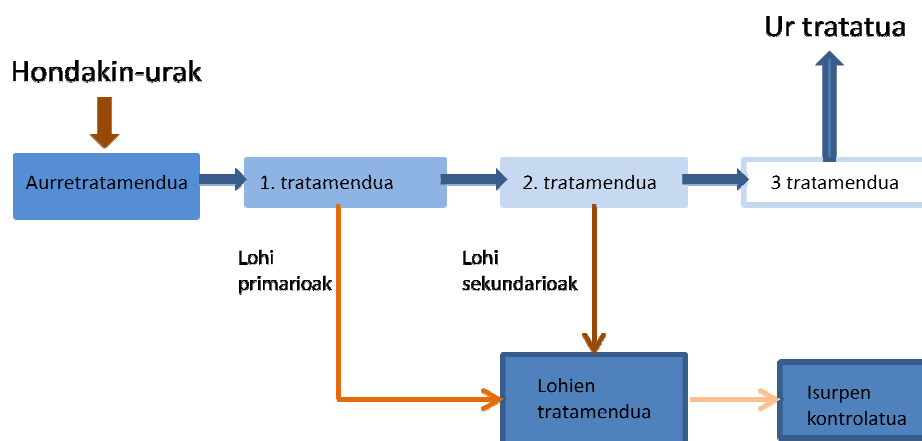 Ur tratatua
Hondakin-urak
Aurretratamendua
1. tratamendua
2. tratamendua
3 tratamendua
Lohi
primarioak
Lohi
sekundarioak
Lohien
tratamendua
Isurpen
kontrolatua